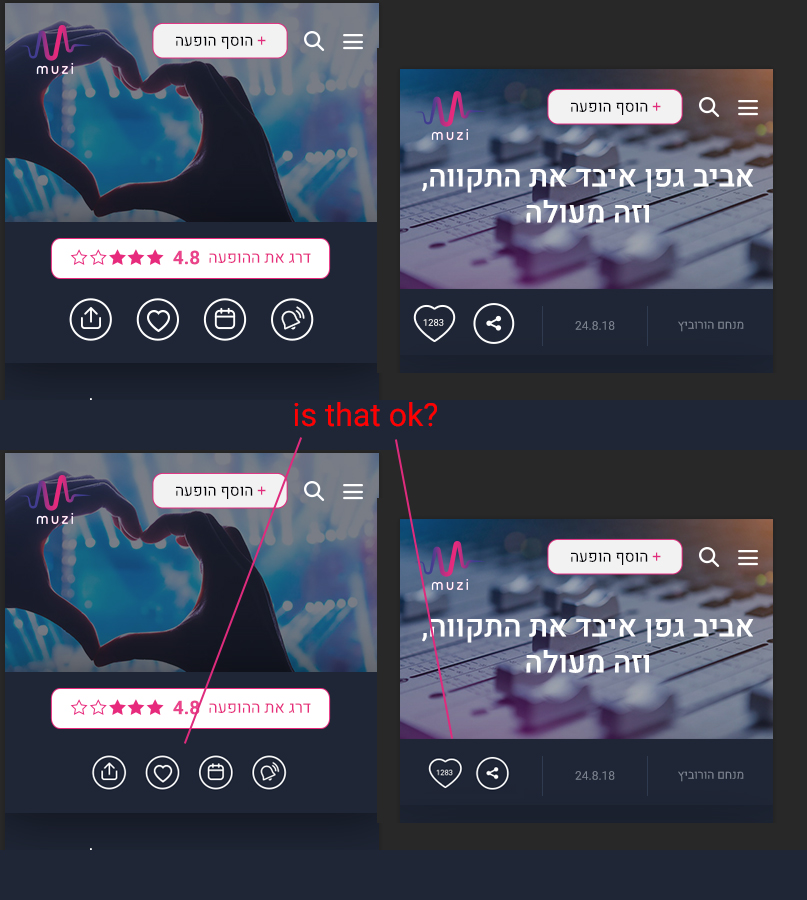 muzi
הוסף הופעה +
דרג את ההופעה 4.8
muzi
הוסף הופעה +
אביב גפן איבד את התקווה,
וזה מעולה
1283
24.8.18
מנחם הורוביץ
is that ok?
muzi
הוסף הופעה +
דרג את ההופעה 4.8
muzi
הוסף הופעה +
אביב גפן איבד את התקווה,
וזה מעולה
1283
24.8.18
מנחם הורוביץ